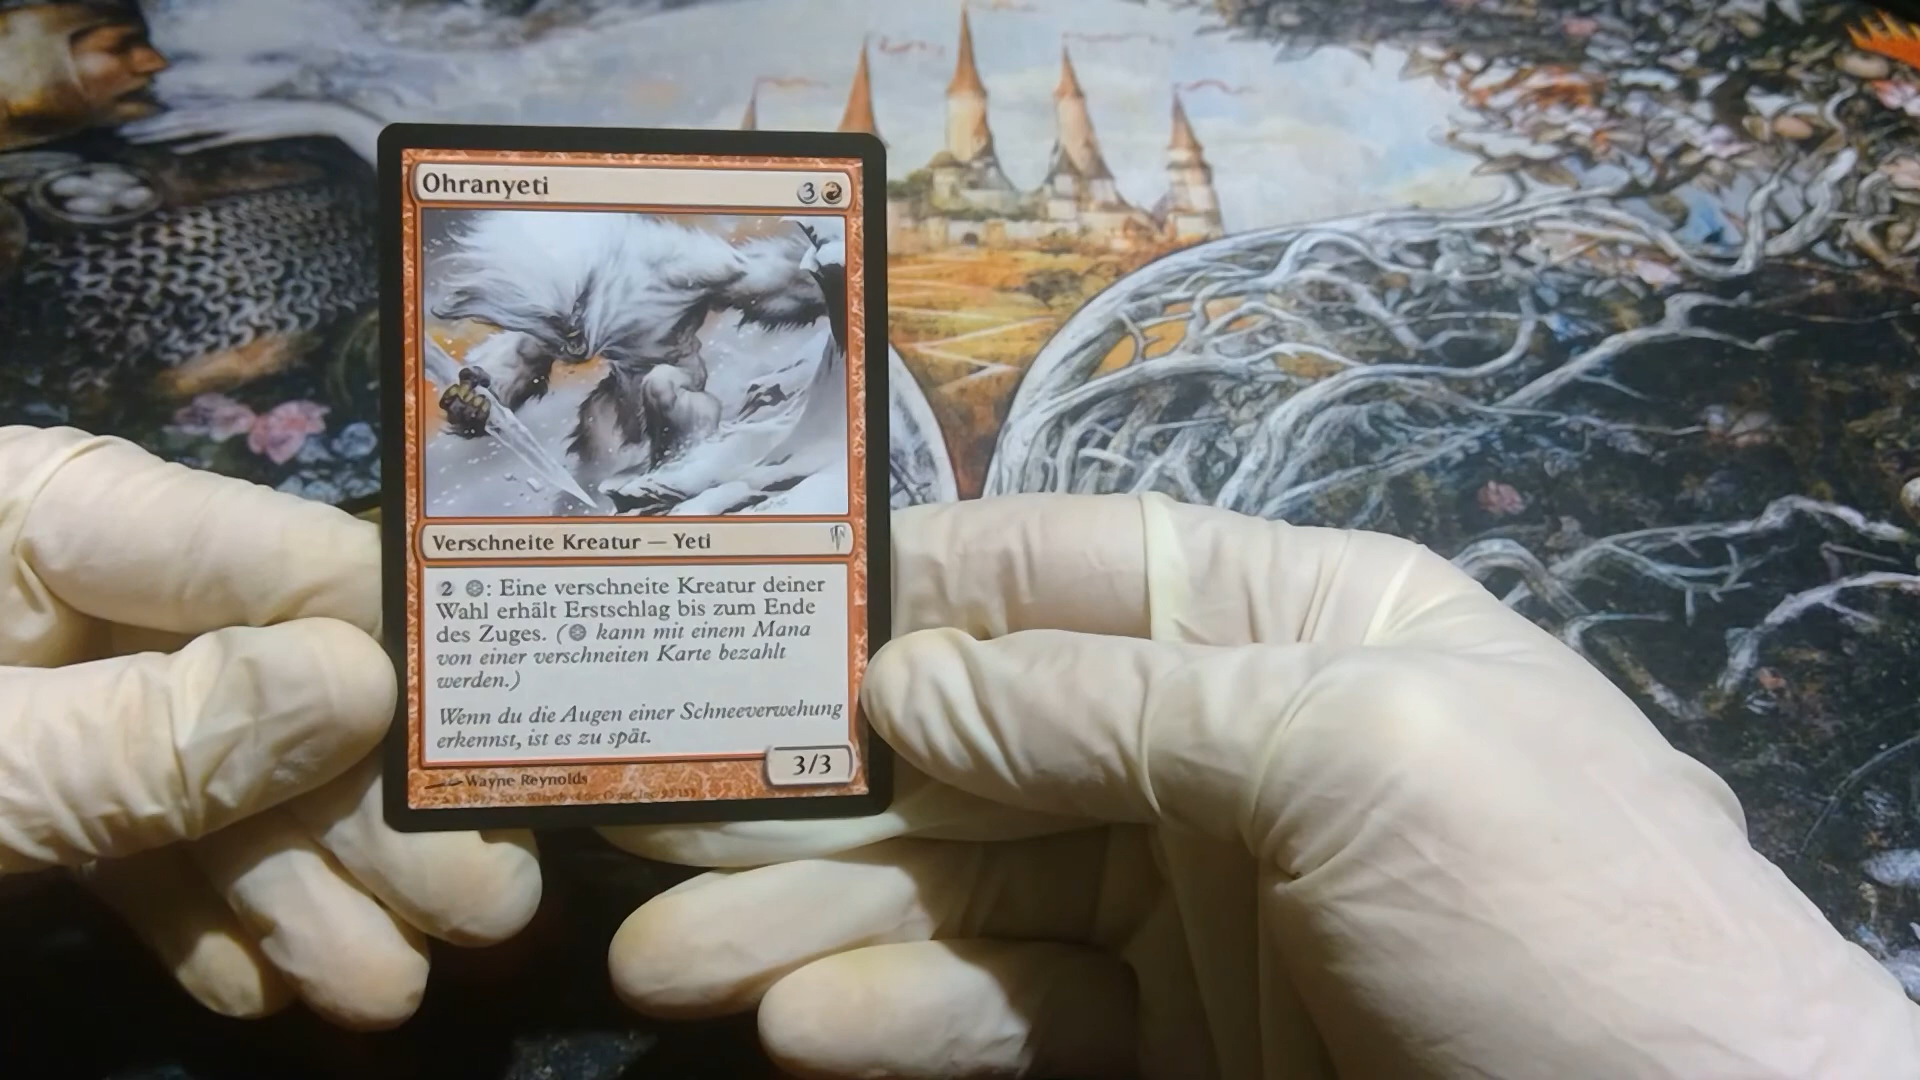 Ohranyeti 3
Verschneite Kreatur — Yeti
2 : Eine verschneite Kreatur deiner
Wahl erhält Erstschlag bis zum Ende
des Zuges. ( kann mit einem Mana
von einer verschneiten Karte bezahlt
werden.)
Wenn du die Augen einer Schneeverwehung
erkennst, ist es zu spät.
3/3
Wayne Reynolds